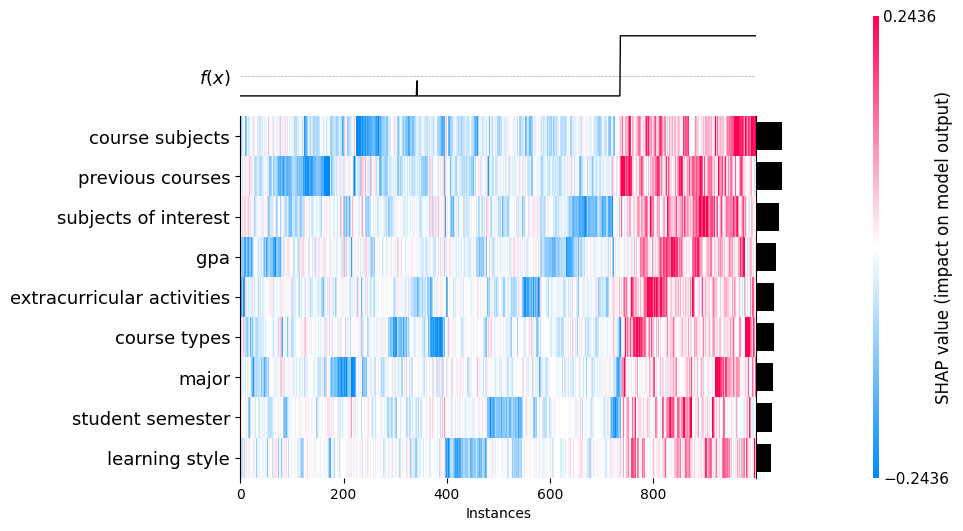 0.2436
f(x)
course subjects
previous courses
subjects of interest
gpa
extracurricular activities
course types
major
student semester
learning style
0 200 400 600 800
Instances
SHAP value (impact on model output)
−0.2436